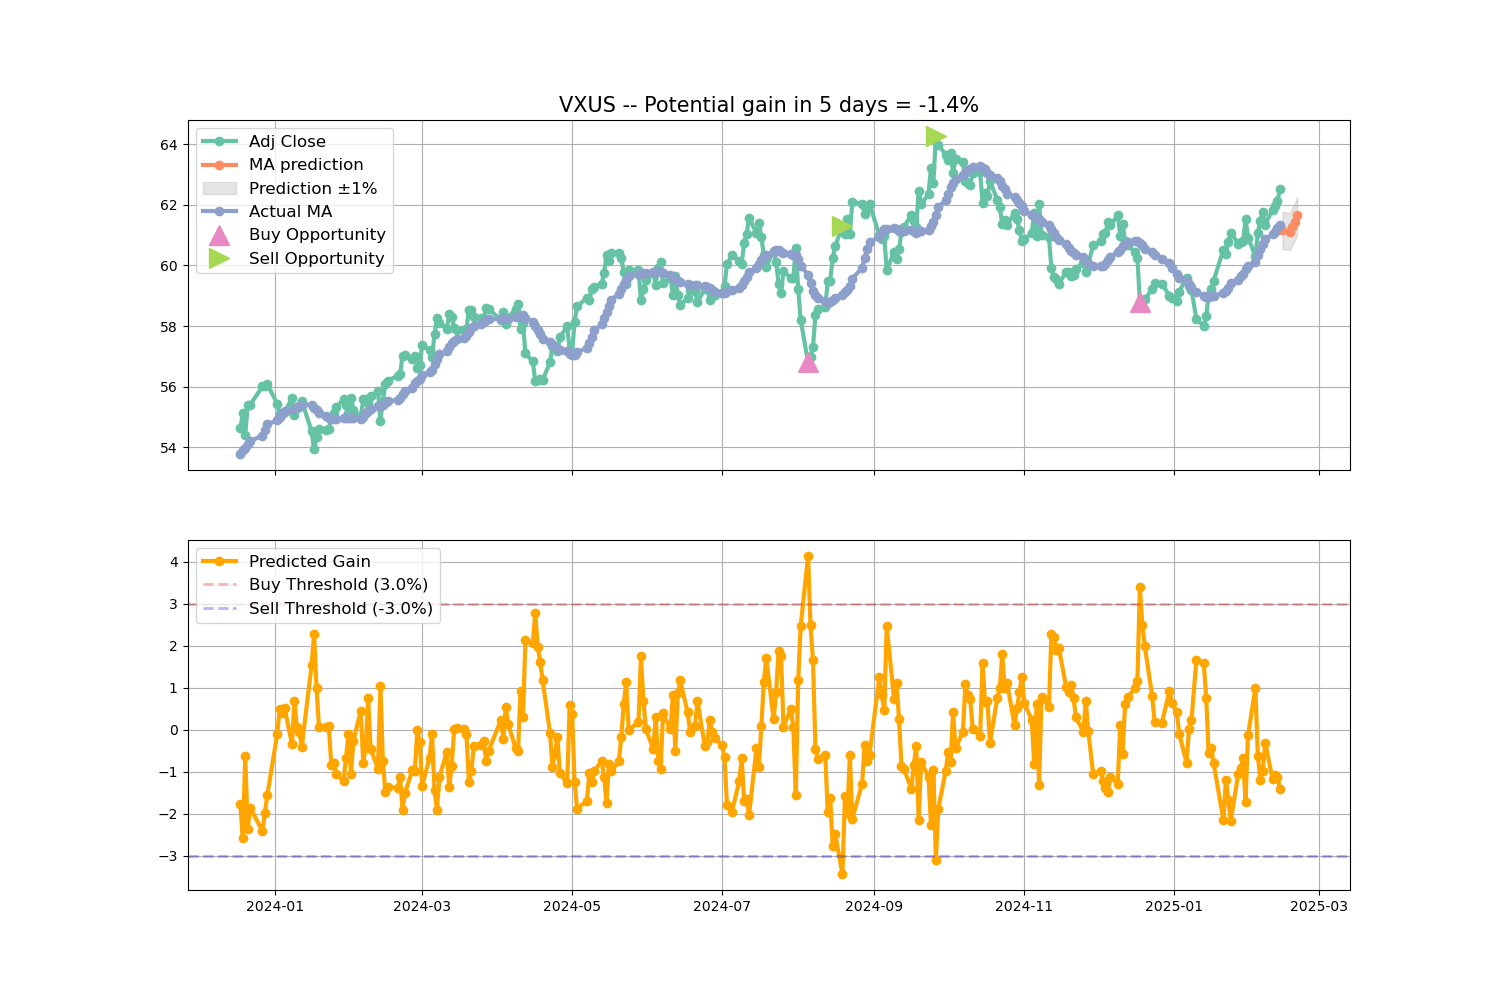 VXUS -- Potential gain in 5 days = -1.4%
Adj Close
MA prediction
Prediction ±1%
Actual MA
Buy Opportunity
Sell Opportunity
64
62
60
58
56
54
Predicted Gain
Buy Threshold (3.0%)
Sell Threshold (-3.0%)
4
3
2
1
0
−1
−2
−3
2024-01 2024-03 2024-05 2024-07 2024-09 2024-11 2025-01 2025-03